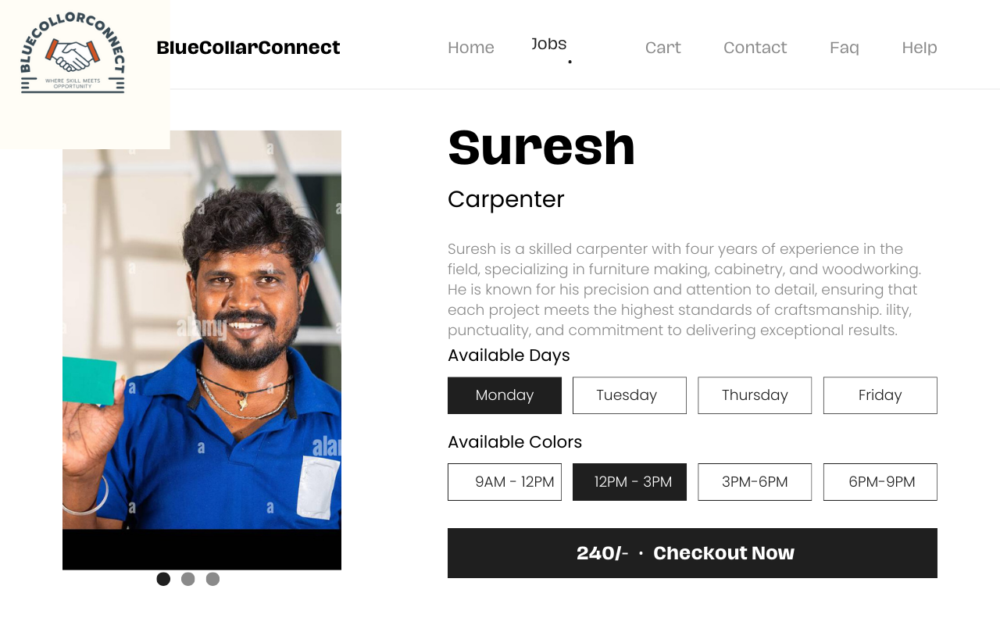 BLUECOLLORCONNECT
WHERE SKILL MEETS
OPPORTUNITY
BlueCollarConnect
Home
Jobs
Cart
Contact
Faq
Help
alamy
Suresh
Carpenter
Suresh is a skilled carpenter with four years of experience in the
field, specializing in furniture making, cabinetry, and woodworking.
He is known for his precision and attention to detail, ensuring that
each project meets the highest standards of craftsmanship. ility,
punctuality, and commitment to delivering exceptional results.
Available Days
Monday
Tuesday
Thursday
Friday
Available Colors
9AM - 12PM
12PM - 3PM
3PM-6PM
6PM-9PM
240/- · Checkout Now